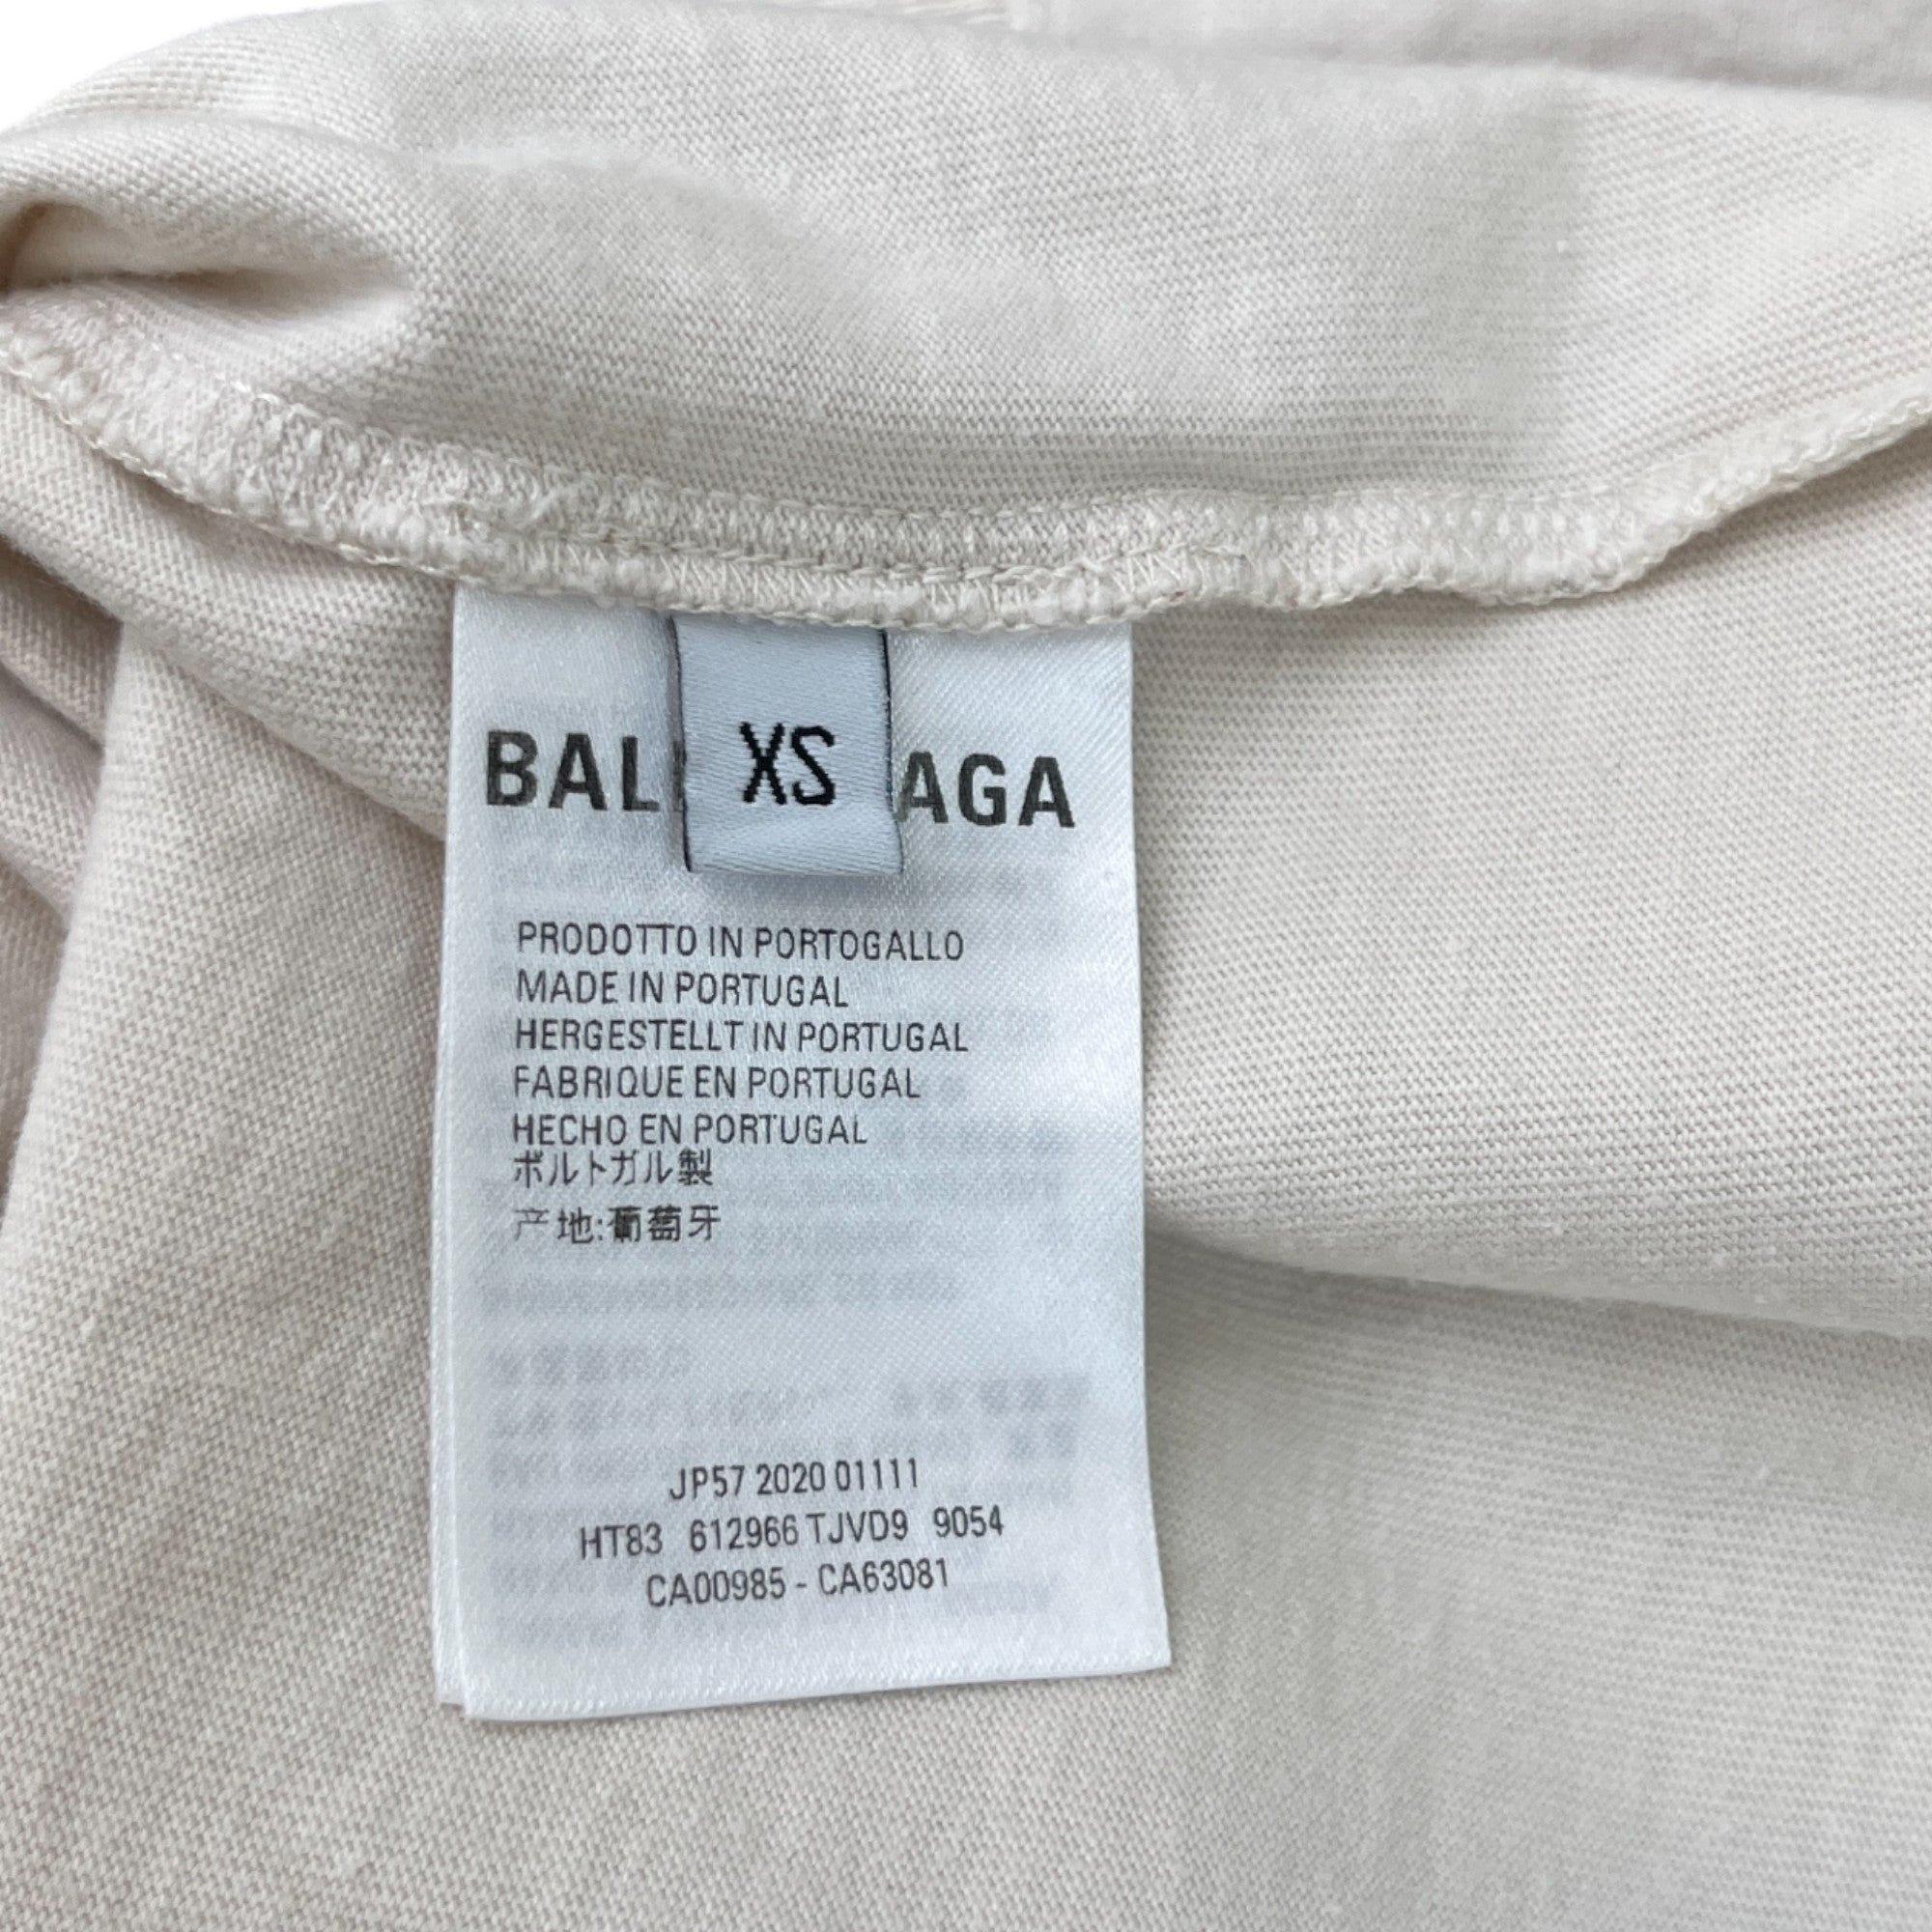 BAL XS AGA
PRODOTTO IN PORTOGALLO
MADE IN PORTUGAL
HERGESTELLT IN PORTUGAL
FABRIQUE EN PORTUGAL
HECHO EN PORTUGAL
ポルトガル製
产地:葡萄牙
JP57 2020 01111
HT83 612966 TJVD9 9054
CA00985 - CA63081